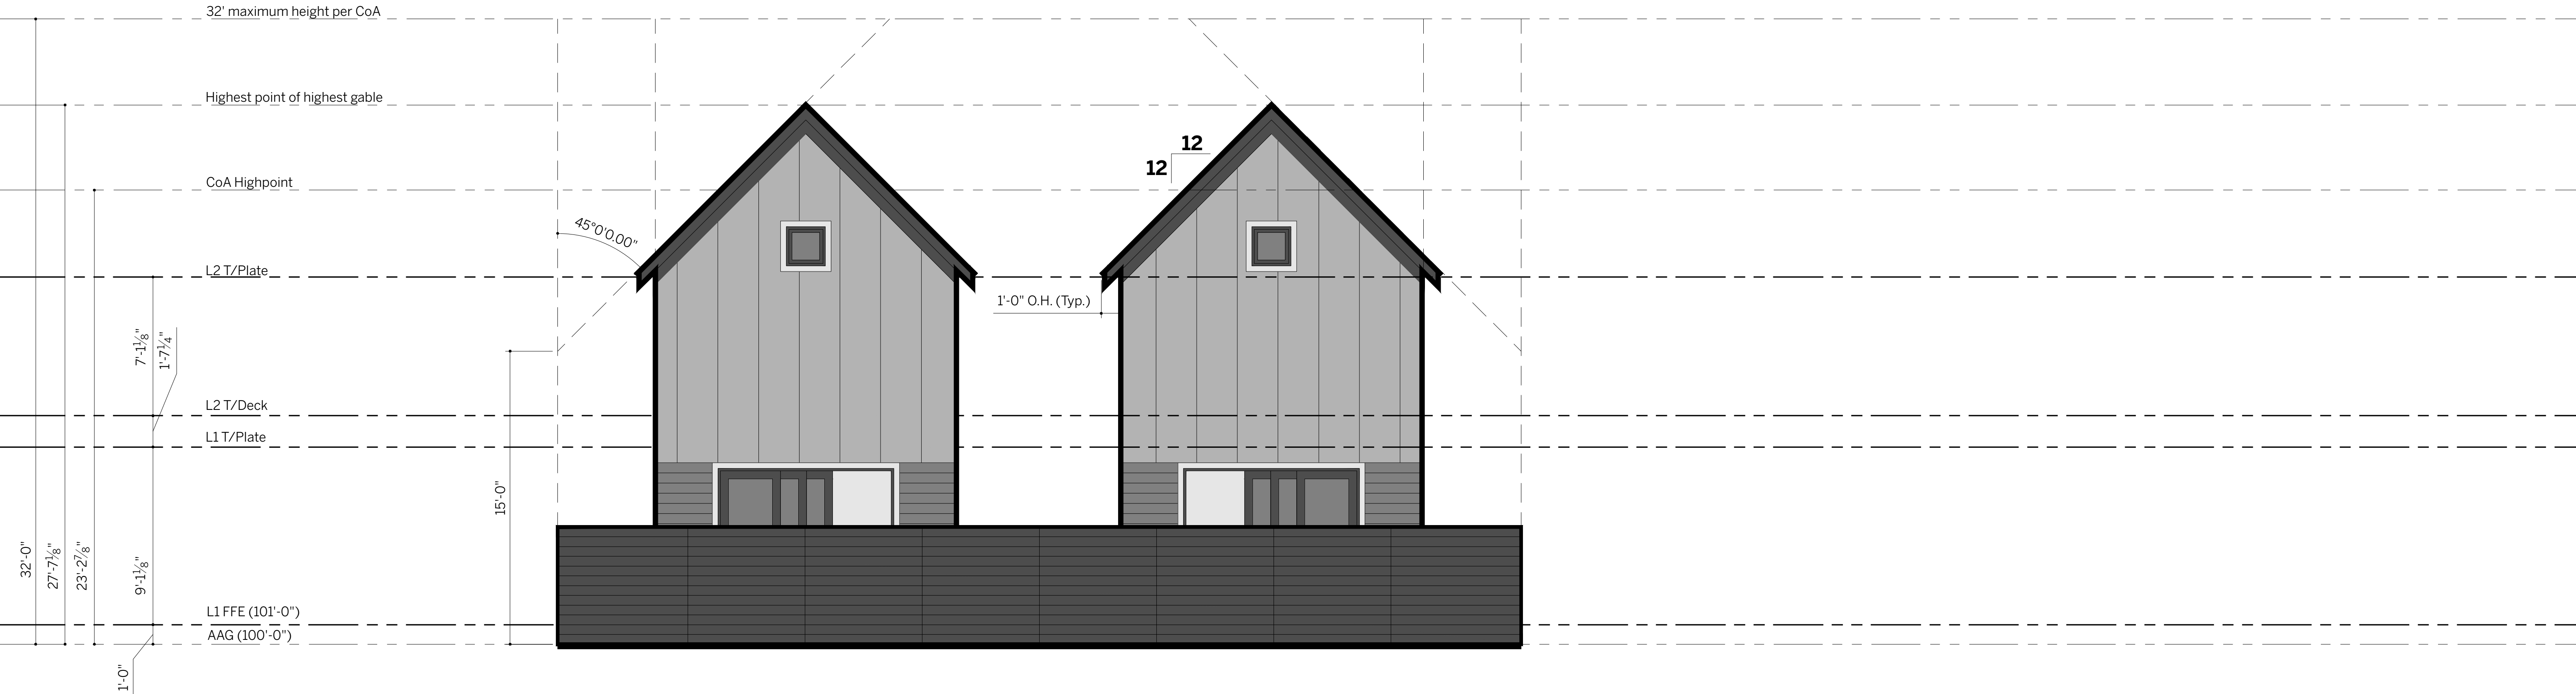 32' maximum height per CoA
Highest point of highest gable
12
12
CoA Highpoint
45°0'0.00"
L2 T/Plate
1'-0" O.H. (Typ.)
7'-1⅛"
1'-7¼"
L2 T/Deck
L1 T/Plate
15'-0"
32'-0"
27'-7⅛"
23'-2⅞"
9'-1⅛"
L1 FFE (101'-0")
AAG (100'-0")
1'-0"